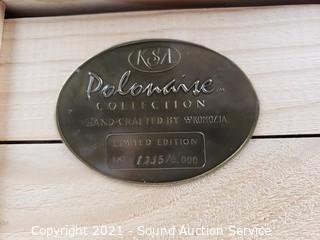 KSA
Polonaise
COLLECTION
HAND-CRAFTED BY W KOMOZJA
LIMITED EDITION
Copyright 2021 - Sound Auction Service